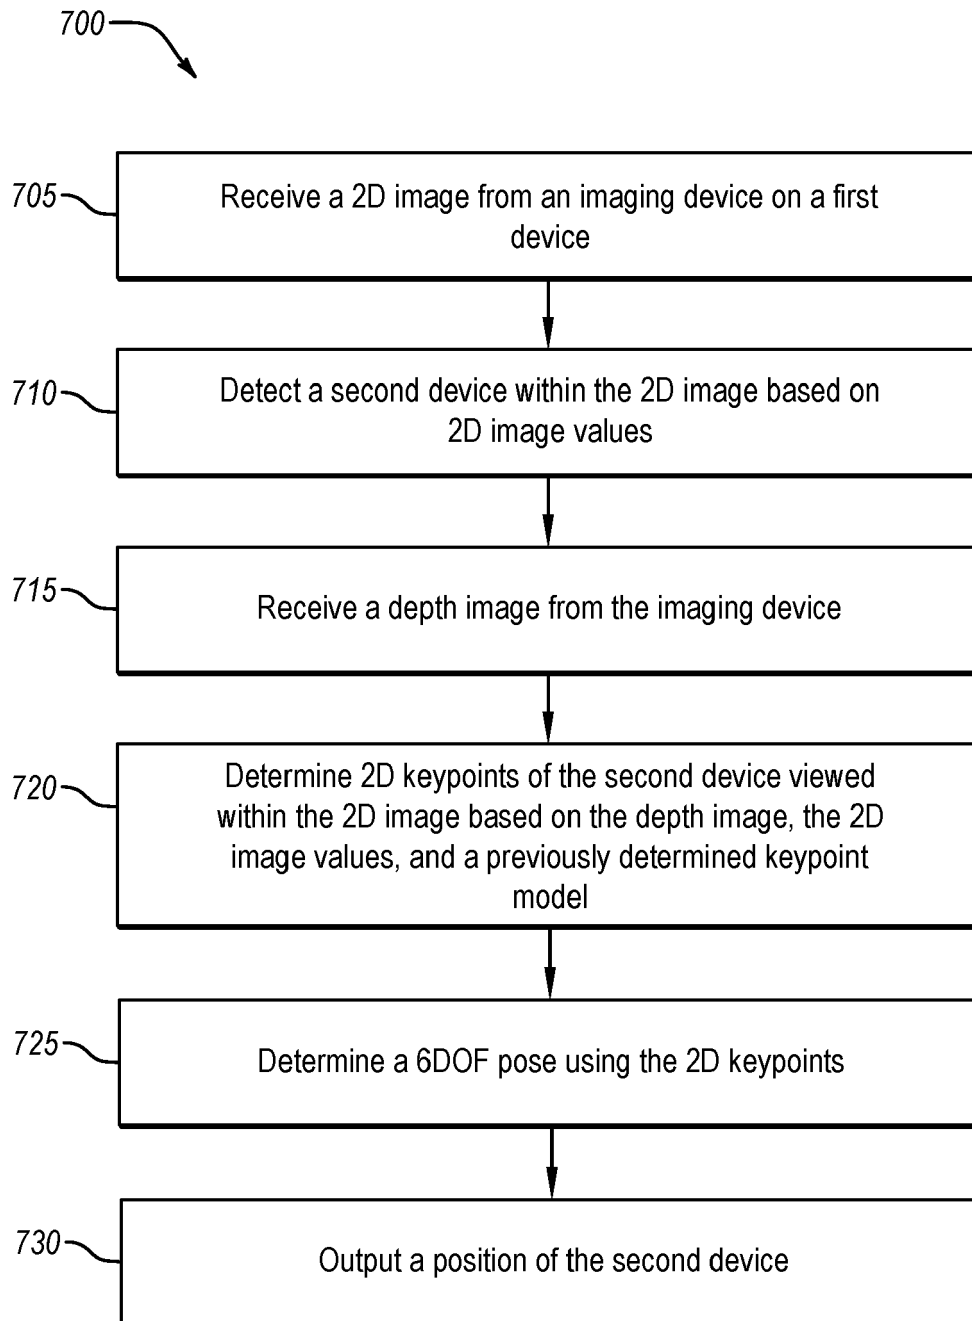 700
705
Receive a 2D image from an imaging device on a first
device
710
Detect a second device within the 2D image based on
2D image values
715
Receive a depth image from the imaging device
720
Determine 2D keypoints of the second device viewed
within the 2D image based on the depth image, the 2D
image values, and a previously determined keypoint
model
725
Determine a 6DOF pose using the 2D keypoints
730
Output a position of the second device